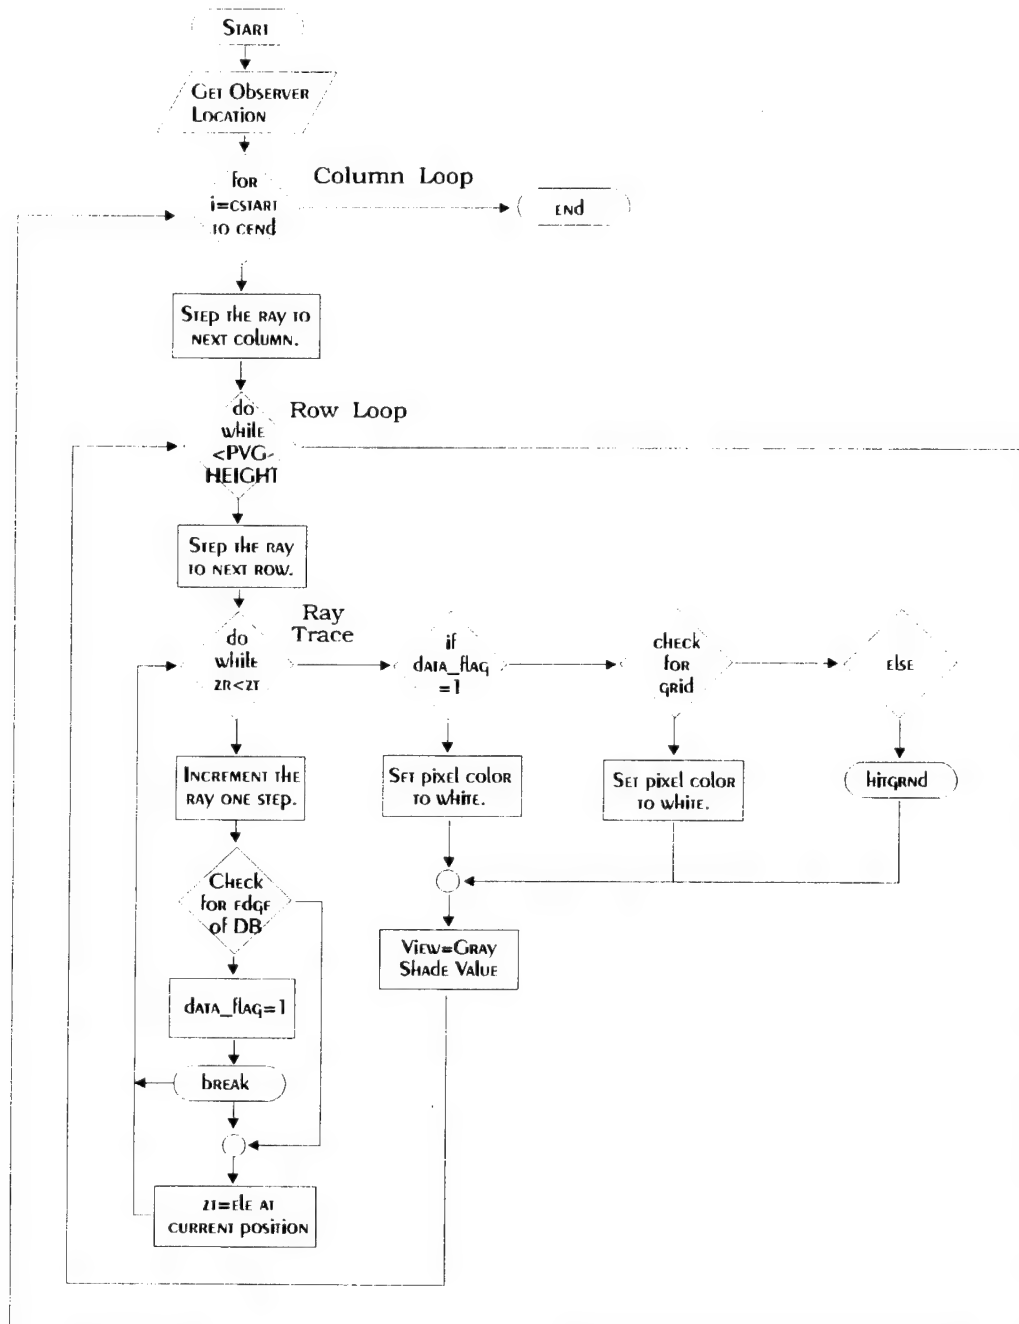 START
GET OBSERVER
LOCATION
for
i=CSTART
TO CENd
Column Loop
ENd
STEP THE RAY TO
NEXT COLUMN.
do
while
<PVG-
HEIGHT
Row Loop
STEP THE RAY
TO NEXT ROW.
do
while
ZR<ZT
Ray
Trace
if
dATA_flAG
=1
CHECK
FOR
GRid
ElSE
INCREMENT THE
RAY ONE STEP.
SET pixEl COLOR
TO WHITE.
SET pixEl COLOR
TO WHITE.
hiTGRNd
CHECK
FOR EdGE
of DB
VIEW=GRAY
SHAdE VALUE
dATA_flAG=1
bREAk
ZT=ElE AT
CURRENT pOSITION